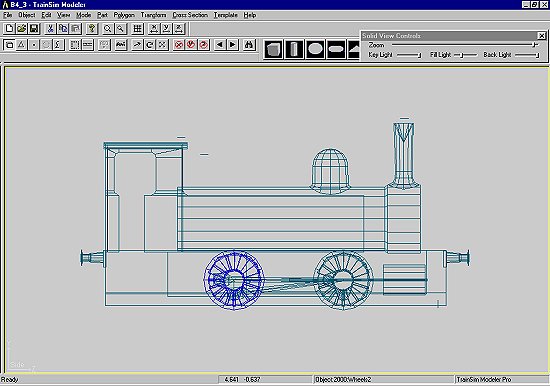 B4_3 - TrainSim Modeler
File Object View Mode Part Polygon Transform Cross Section Template Help
Solid View Controls
Zoom
Key Light Fill Light Back Light
Side
Ready 4.641 -0.637 Object:2000:Wheels2 TrainSim Modeler Pro